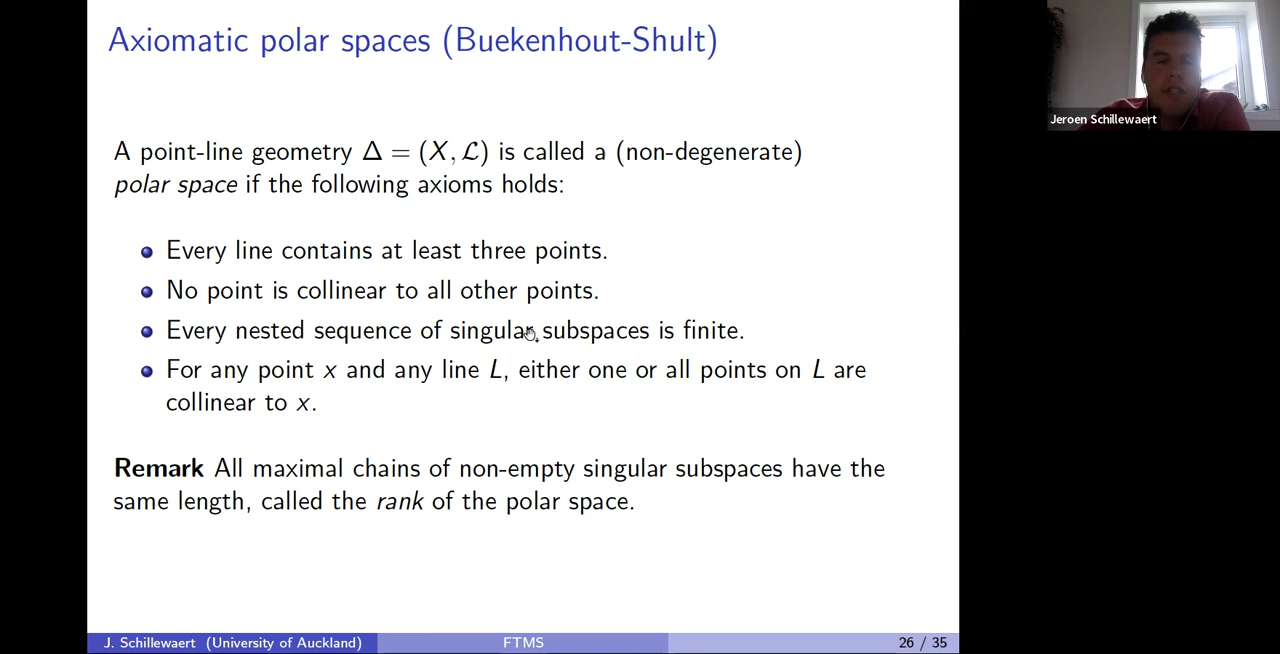 Axiomatic polar spaces (Buekenhout-Shult)
A point-line geometry Δ = (X, ℒ) is called a (non-degenerate)
polar space if the following axioms holds:
Every line contains at least three points.
No point is collinear to all other points.
Every nested sequence of singular subspaces is finite.
For any point x and any line L, either one or all points on L are
collinear to x.
Remark All maximal chains of non-empty singular subspaces have the
same length, called the rank of the polar space.
J. Schillewaert (University of Auckland) FTMS 26 / 35
Jeroen Schillewaert